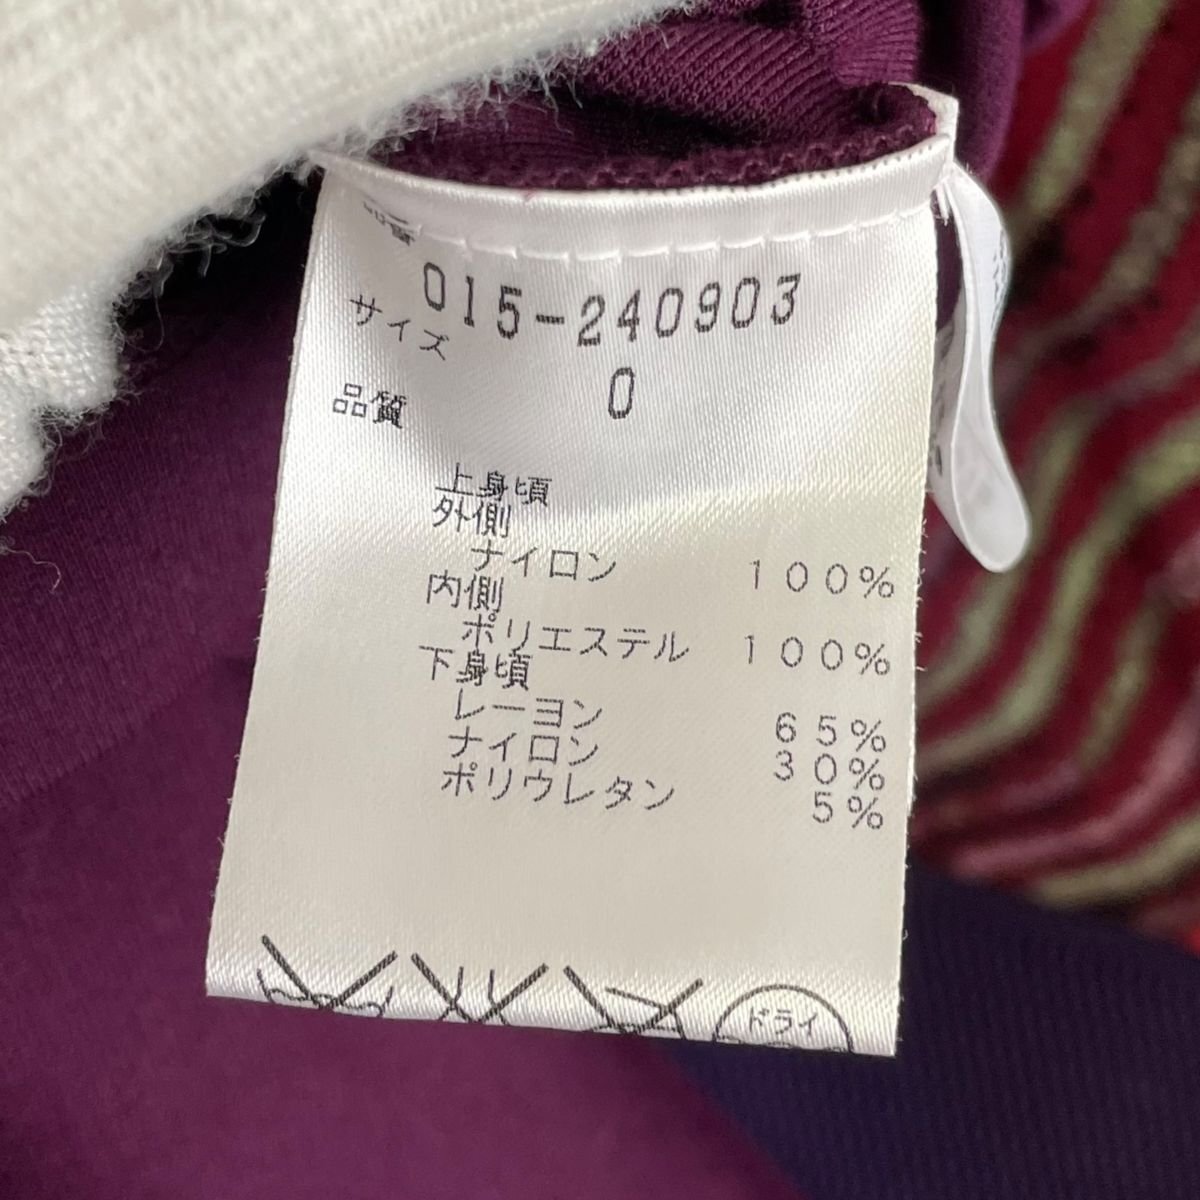 015-240903
サイズ
0
品質
上身頃
外側
ナイロン 100%
内側
ポリエステル 100%
下身頃
レーヨン 65%
ナイロン 30%
ポリウレタン 5%
ドライ